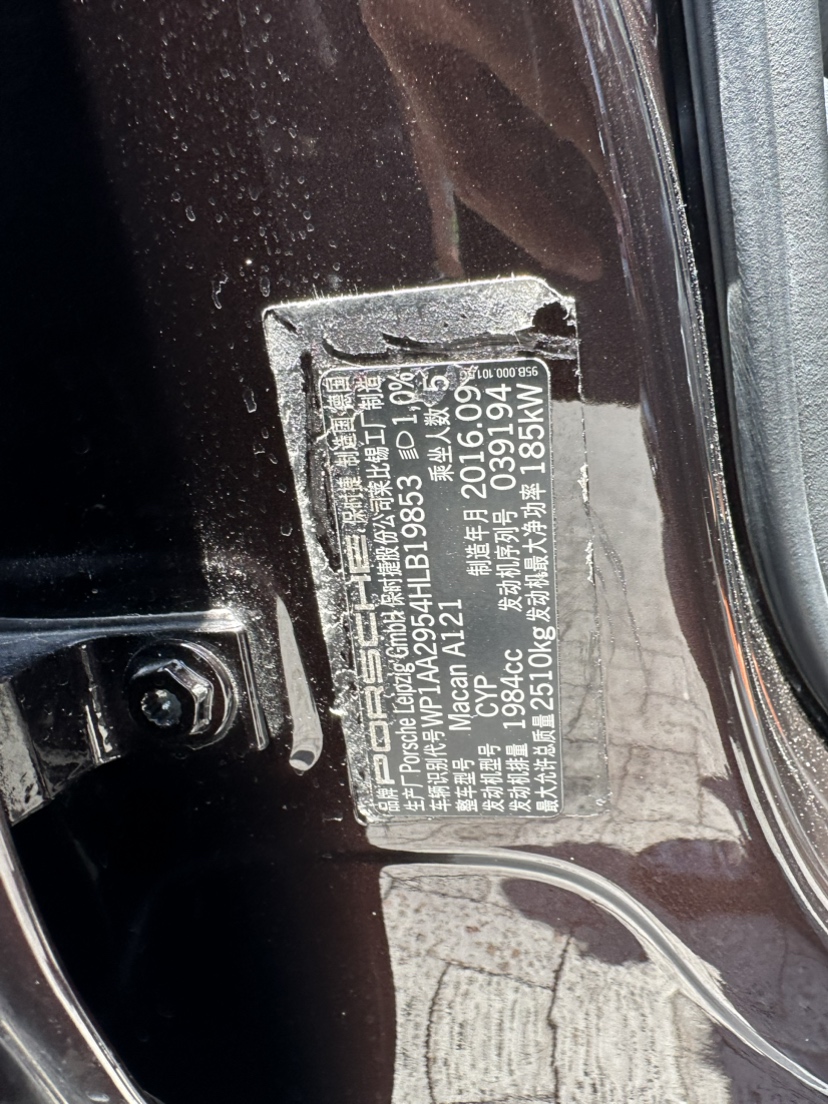 品牌 PORSCHE 保时捷 制造国 德国
生产厂 Porsche Leipzig GmbH 保时捷股份公司莱比锡工厂制造
车辆识别代号 WP1AA2954HLB19853 1,0%
整车型号 Macan A121 乘坐人数 5
发动机型号 CYP 制造年月 2016.09
发动机排量 1984cc 发动机序列号 039194
最大允许总质量 2510kg 发动机最大净功率 185kW